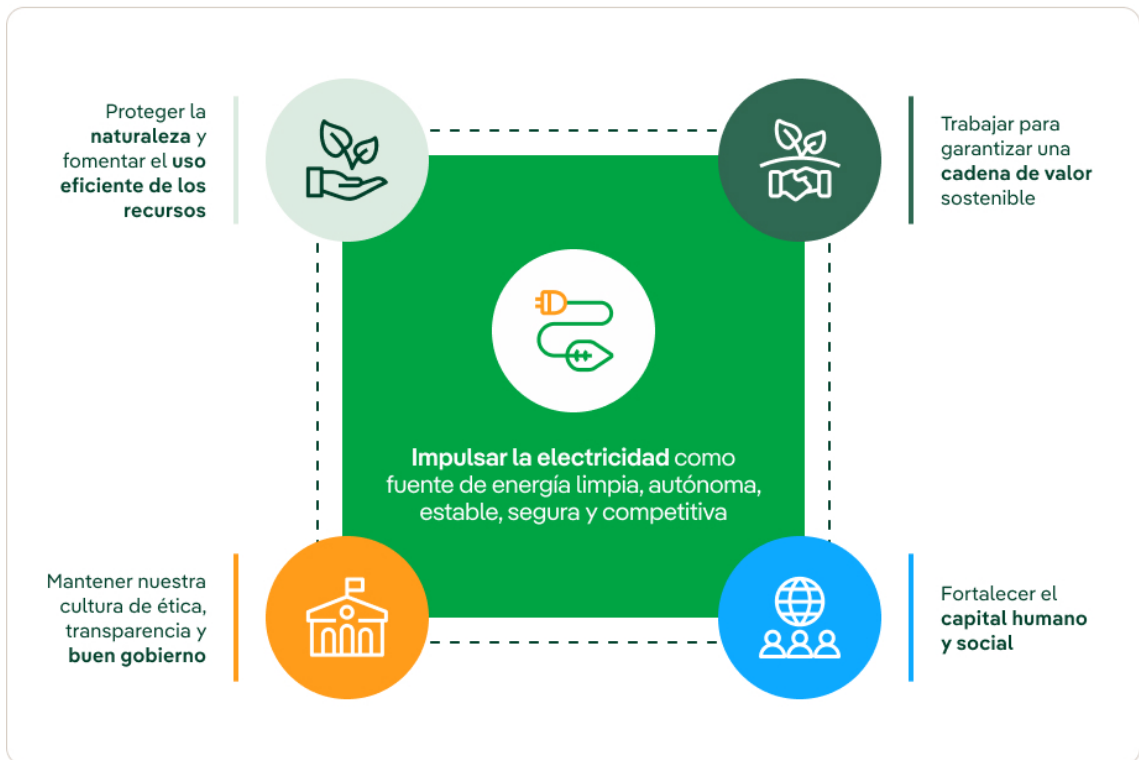 Proteger la
naturaleza y
fomentar el uso
eficiente de los
recursos
Trabajar para
garantizar una
cadena de valor
sostenible
Impulsar la electricidad como
fuente de energía limpia, autónoma,
estable, segura y competitiva
Mantener nuestra
cultura de ética,
transparencia y
buen gobierno
Fortalecer el
capital humano
y social